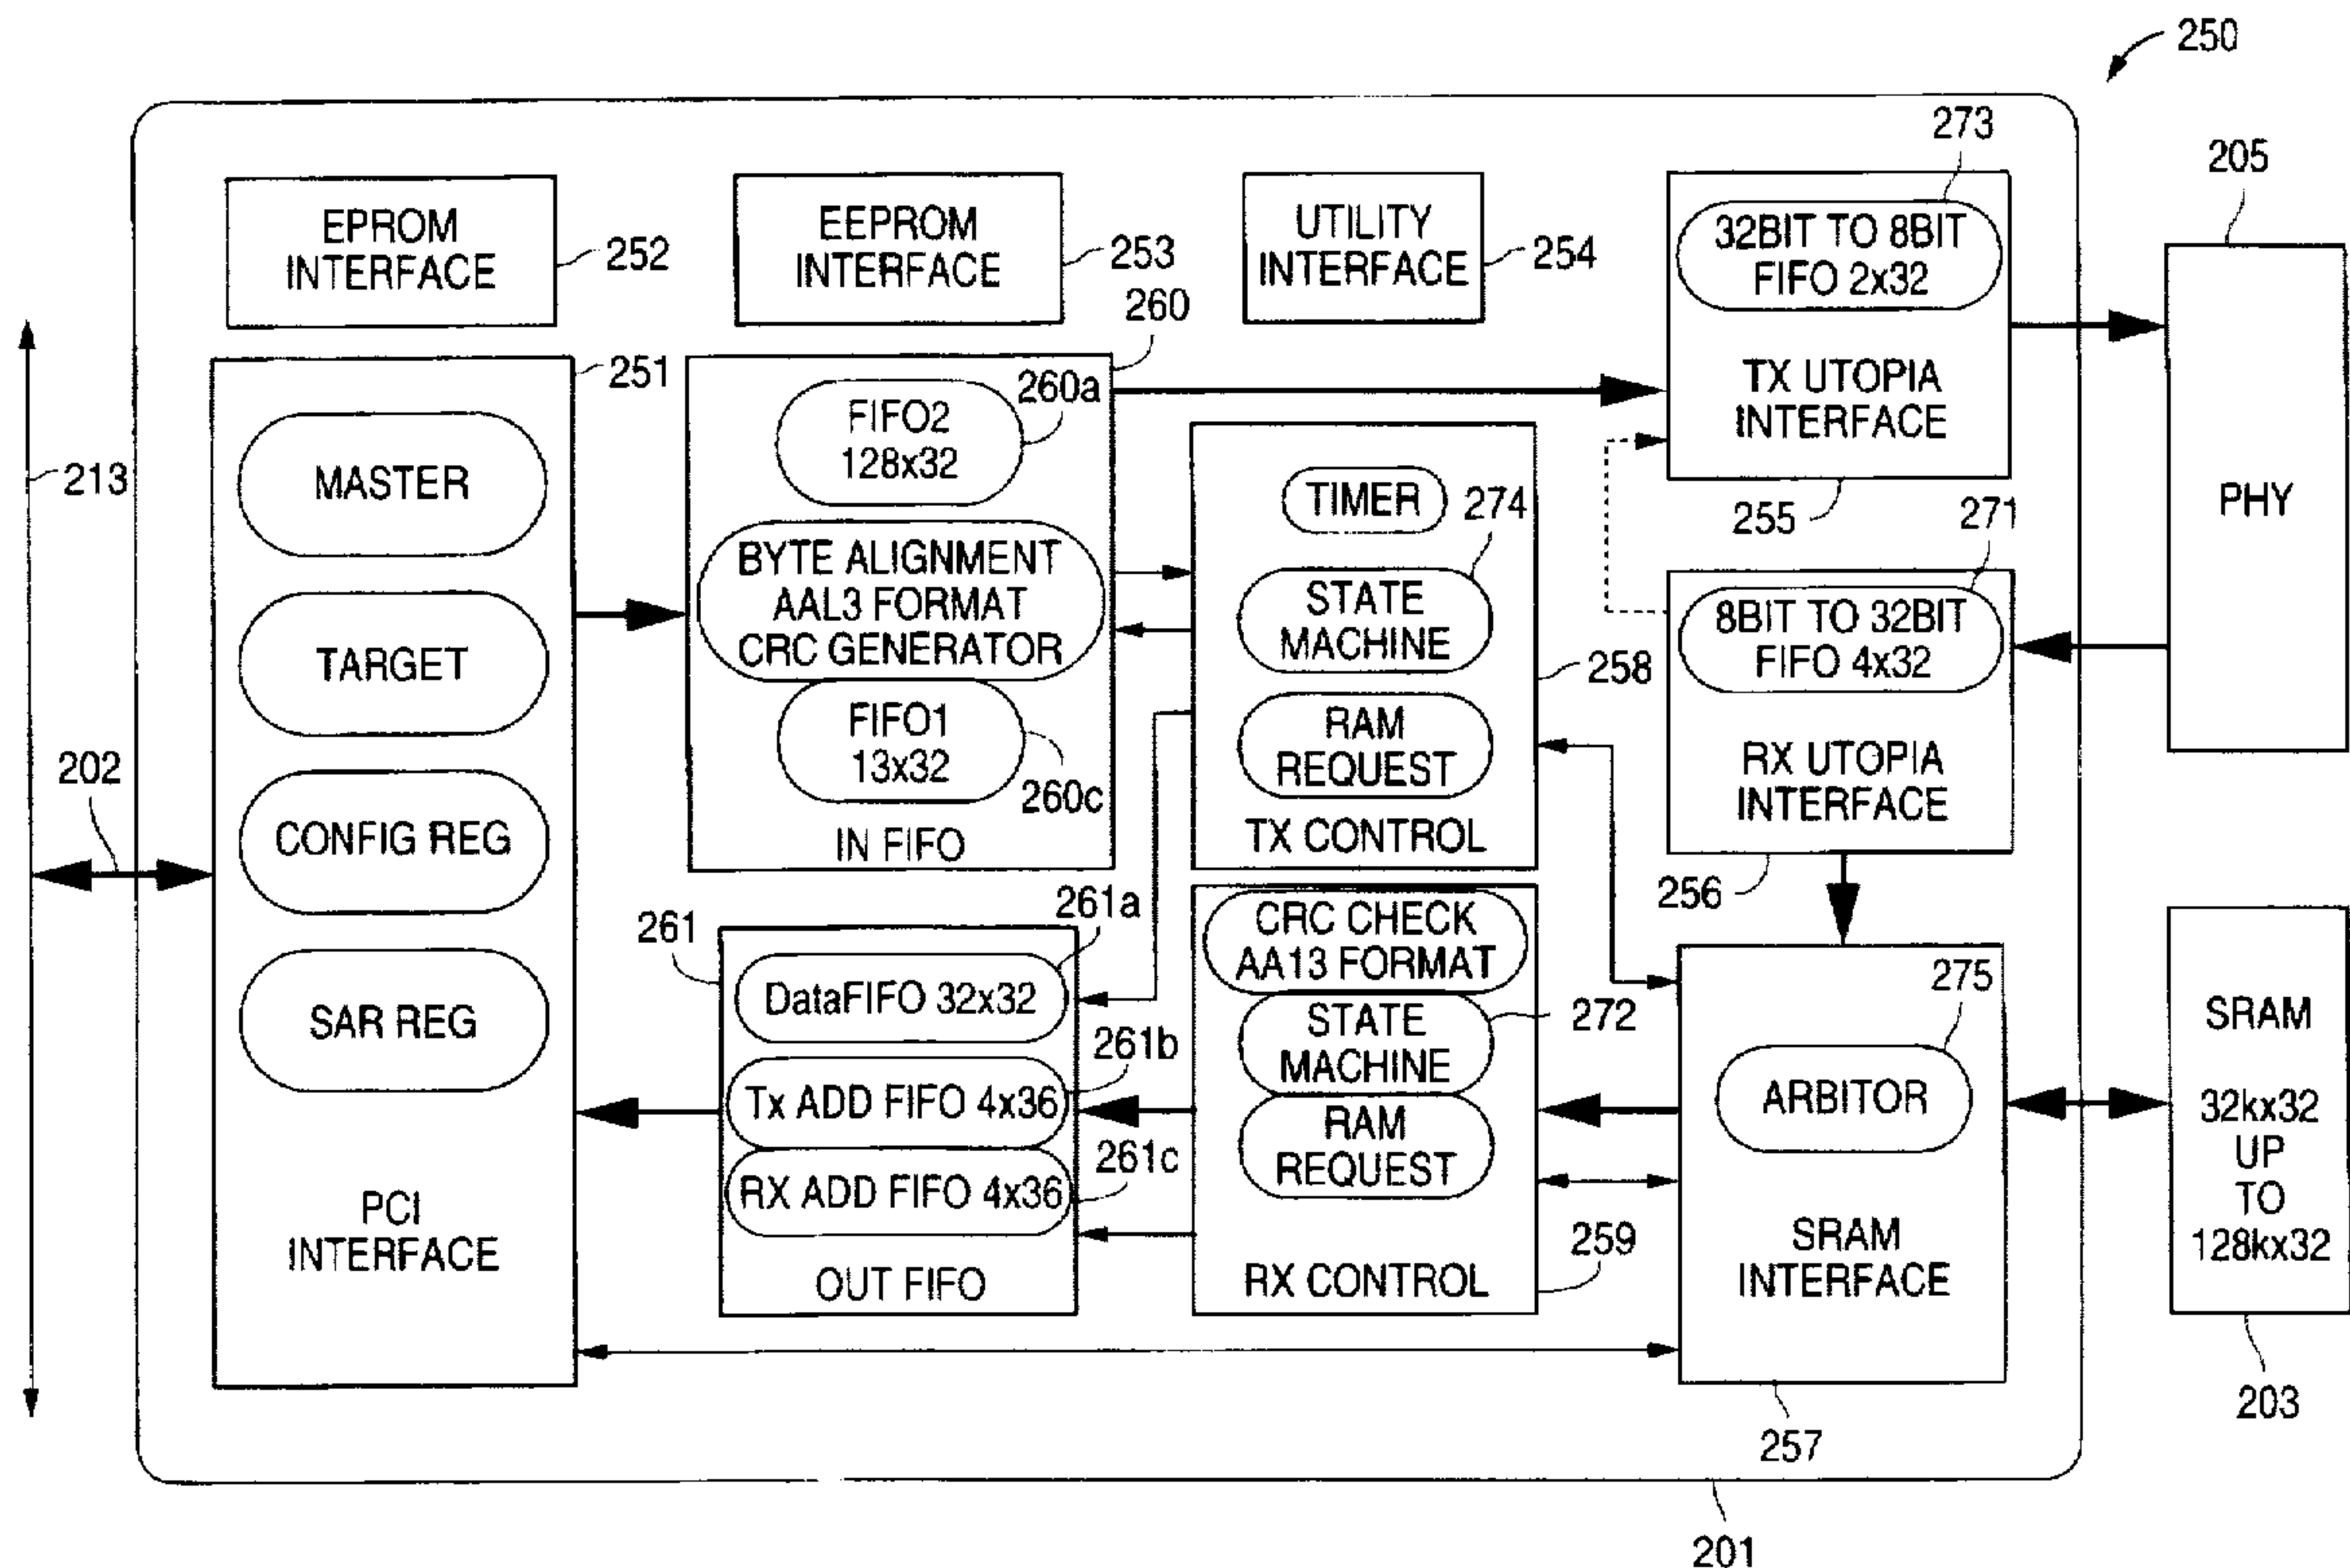 250
273
205
EPROM
INTERFACE
252
EEPROM
INTERFACE
253
UTILITY
INTERFACE
254
32BIT TO 8BIT
FIFO 2x32
TX UTOPIA
INTERFACE
255
260
251
260a
213
202
MASTER
TARGET
CONFIG REG
SAR REG
PCI
INTERFACE
FIFO2
128x32
BYTE ALIGNMENT
AAL3 FORMAT
CRC GENERATOR
FIFO1
13x32
260c
IN FIFO
TIMER
274
STATE
MACHINE
RAM
REQUEST
TX CONTROL
258
271
8BIT TO 32BIT
FIFO 4x32
RX UTOPIA
INTERFACE
256
PHY
261
261a
DataFIFO 32x32
261b
Tx ADD FIFO 4x36
261c
RX ADD FIFO 4x36
OUT FIFO
CRC CHECK
AA13 FORMAT
STATE
MACHINE
272
RAM
REQUEST
RX CONTROL
259
275
ARBITOR
SRAM
INTERFACE
257
SRAM
32kx32
UP
TO
128kx32
203
201